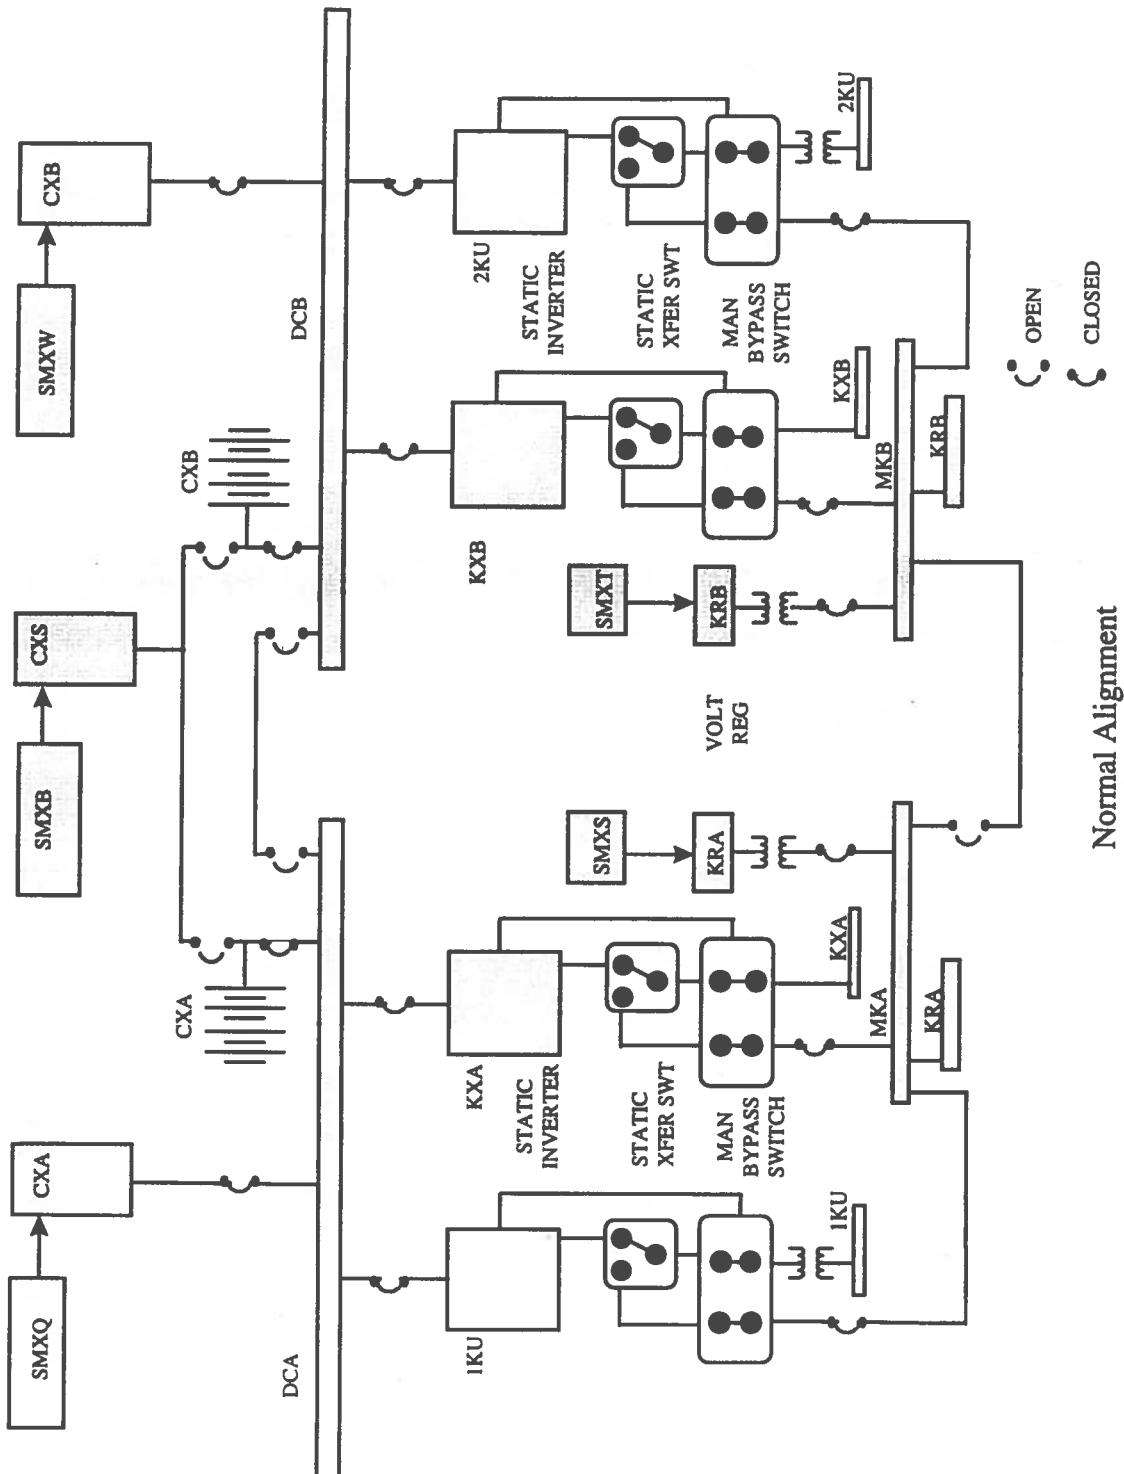 SMXQ
CXA
SMXB
CXS
SMXW
CXB
CXA
CXB
DCA
DCB
1KU
KXA
STATIC
INVERTER
KXB
2KU
STATIC
INVERTER
STATIC
XFER SWT
SMXS
SMXT
STATIC
XFER SWT
MAN
BYPASS
SWITCH
KRA
VOLT
REG
KRB
MAN
BYPASS
SWITCH
1KU
KXA
KXB
2KU
MKA
MKB
KRA
KRB
OPEN
CLOSED
Normal Alignment